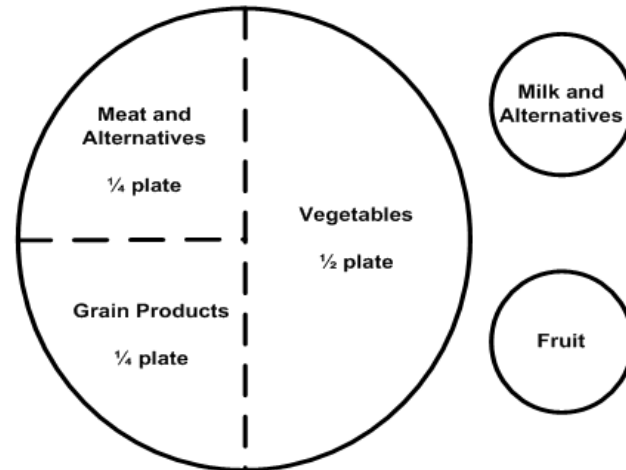 Meat and
Alternatives
¼ plate
Grain Products
¼ plate
Vegetables
½ plate
Milk and
Alternatives
Fruit